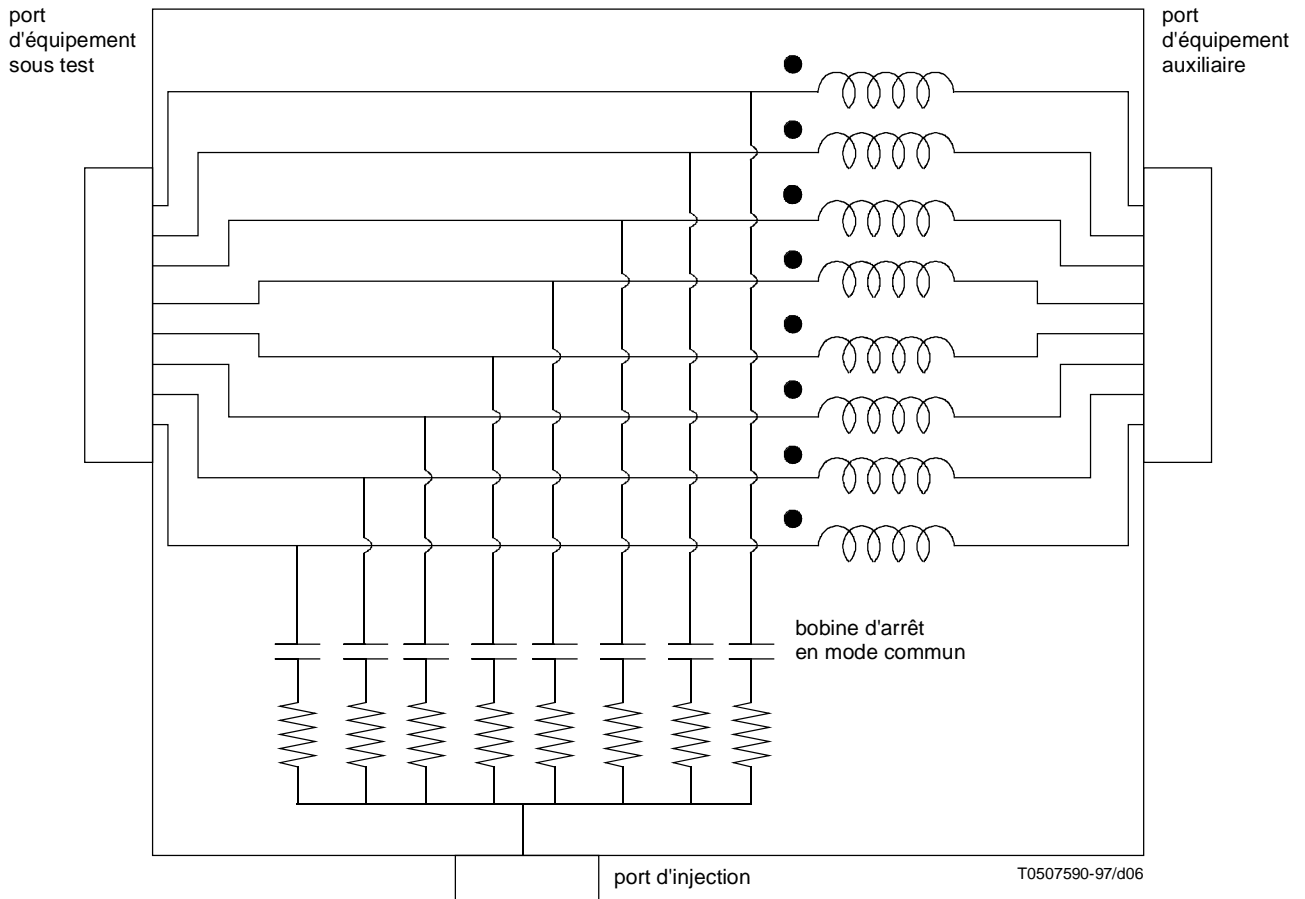 port
d'équipement
sous test
port
d'équipement
auxiliaire
bobine d'arrêt
en mode commun
port d'injection
T0507590-97/d06